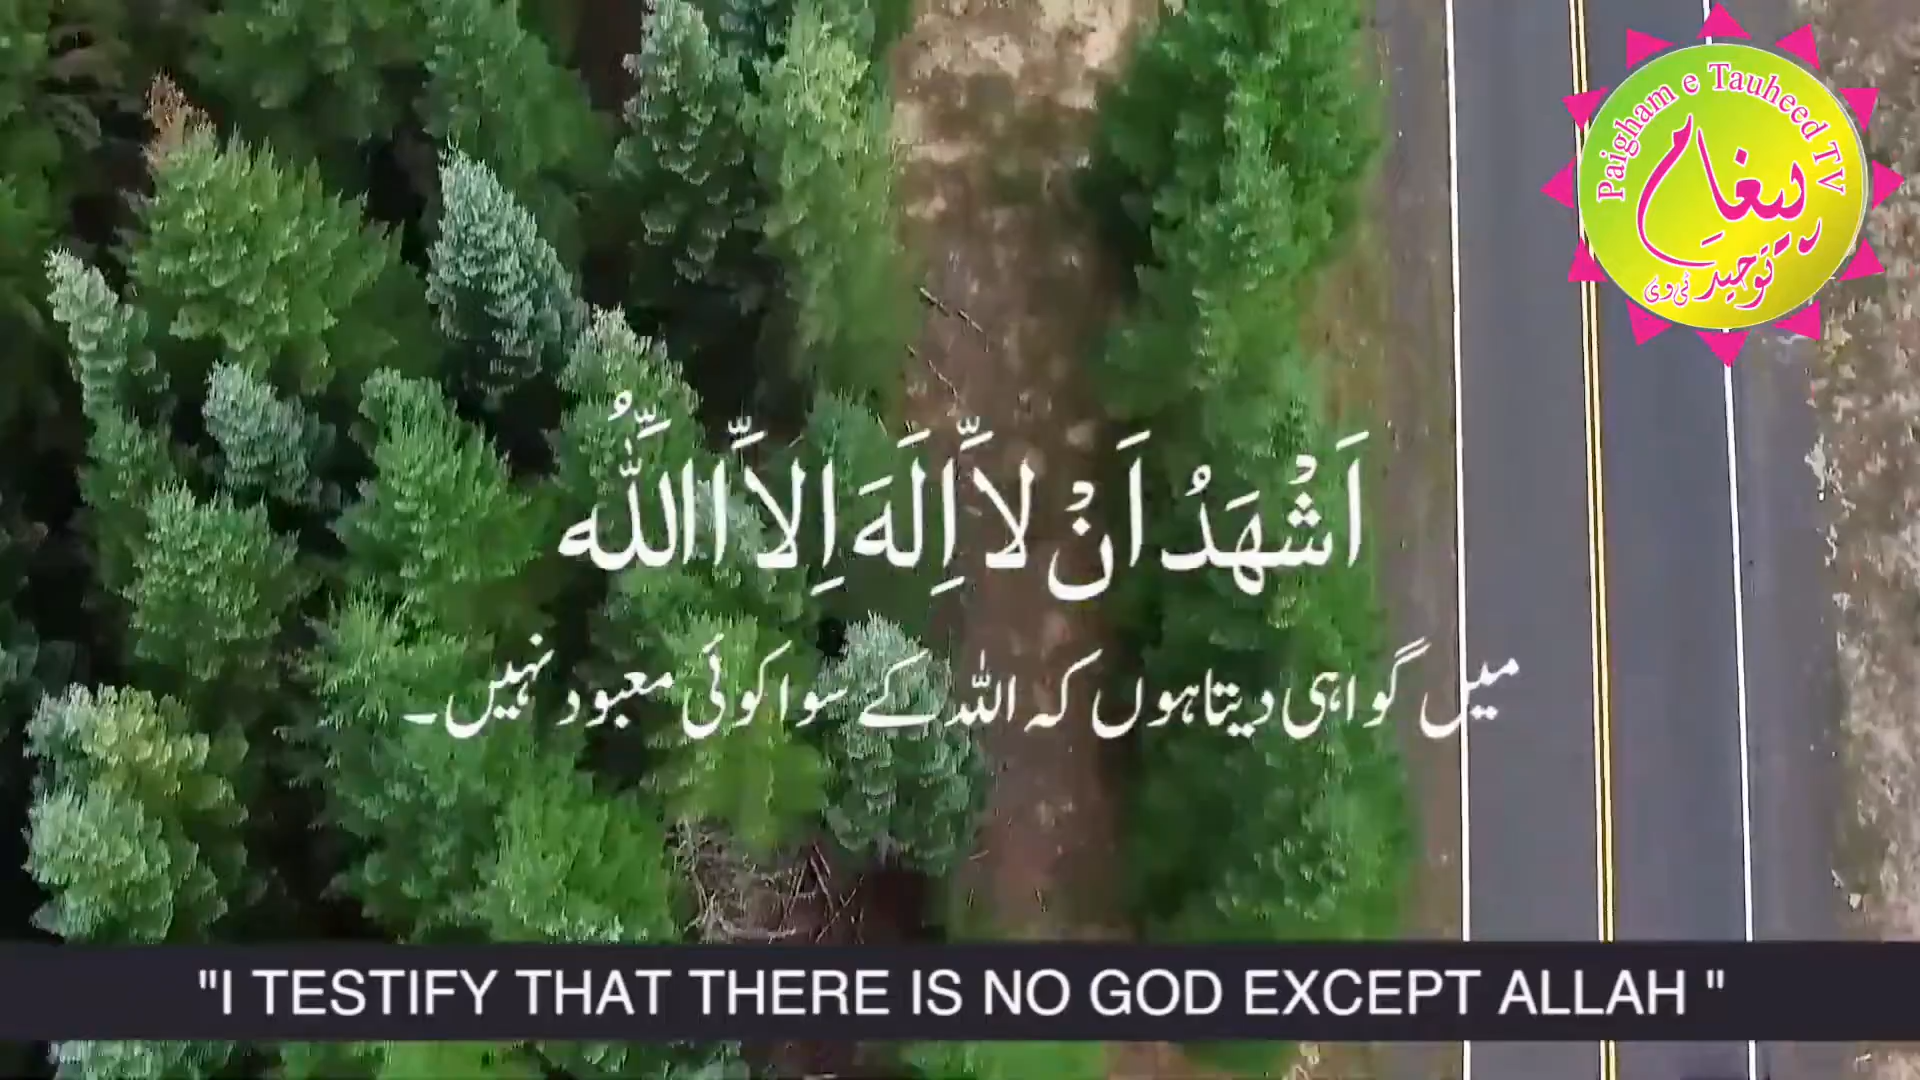 Paigham e Tauheed TV
پیغامِ
توحید ٹی وی
اَشْهَدُ اَنْ لاَّ اِلَهَ اِلاَّ اللّٰهُ
میں گواہی دیتا ہوں کہ اللہ کے سوا کوئی معبود نہیں۔
"I TESTIFY THAT THERE IS NO GOD EXCEPT ALLAH "